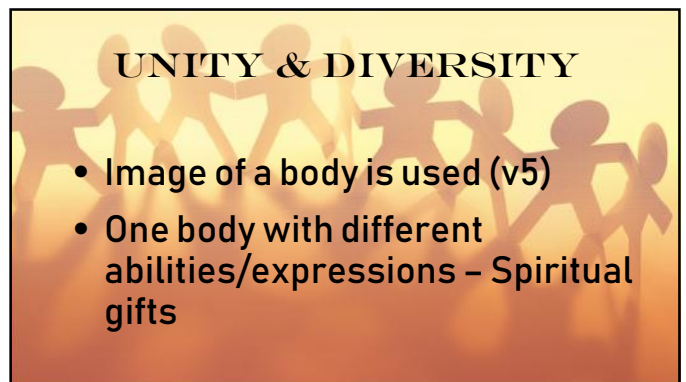 UNITY & DIVERSITY
• Image of a body is used (v5)
• One body with different
abilities/expressions – Spiritual
gifts